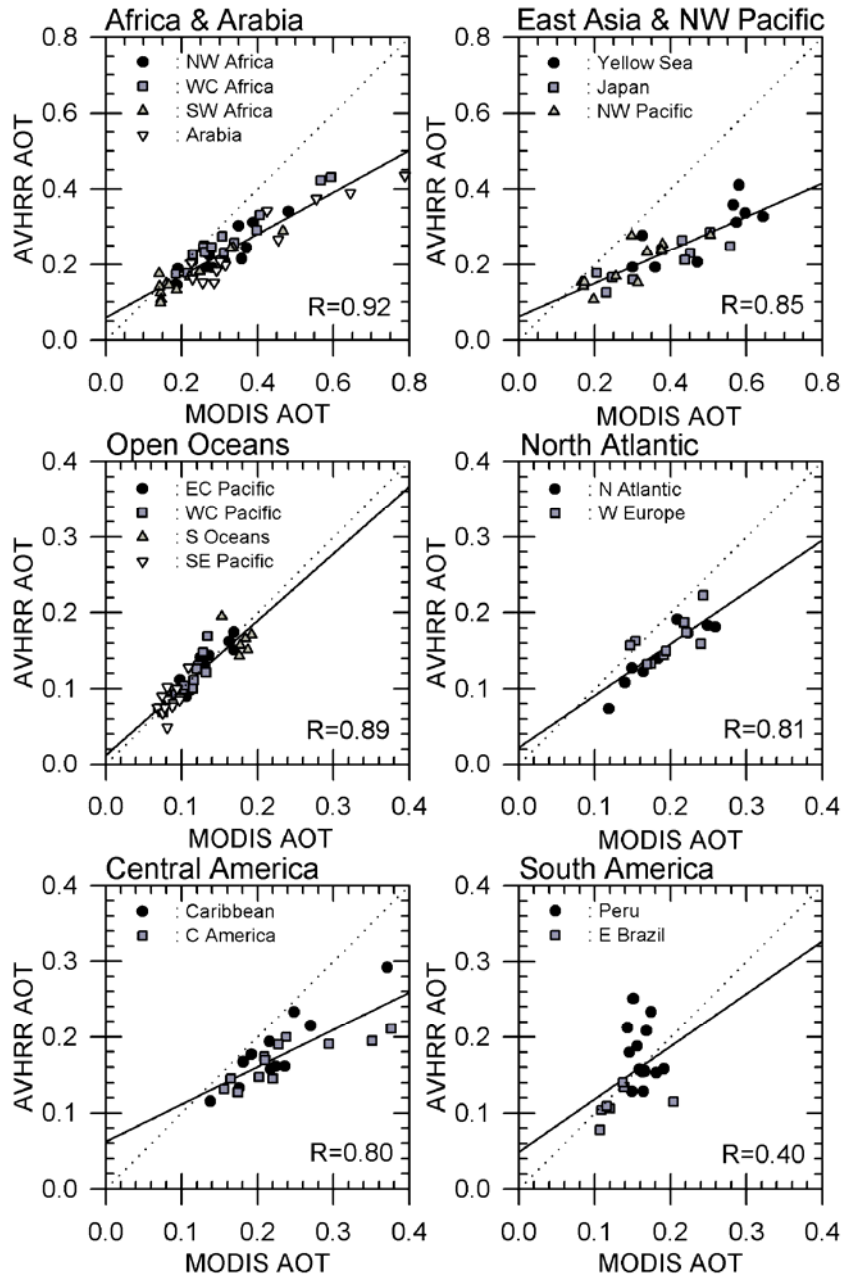 Africa & Arabia
0.8
0.6
0.4
0.2
0.0
AVHRR AOT
: NW Africa
: WC Africa
: SW Africa
: Arabia
R=0.92
0.0 0.2 0.4 0.6 0.8
MODIS AOT
East Asia & NW Pacific
0.8
0.6
0.4
0.2
0.0
AVHRR AOT
: Yellow Sea
: Japan
: NW Pacific
R=0.85
0.0 0.2 0.4 0.6 0.8
MODIS AOT
Open Oceans
0.4
0.3
0.2
0.1
0.0
AVHRR AOT
: EC Pacific
: WC Pacific
: S Oceans
: SE Pacific
R=0.89
0.0 0.1 0.2 0.3 0.4
MODIS AOT
North Atlantic
0.4
0.3
0.2
0.1
0.0
AVHRR AOT
: N Atlantic
: W Europe
R=0.81
0.0 0.1 0.2 0.3 0.4
MODIS AOT
Central America
0.4
0.3
0.2
0.1
0.0
AVHRR AOT
: Caribbean
: C America
R=0.80
0.0 0.1 0.2 0.3 0.4
MODIS AOT
South America
0.4
0.3
0.2
0.1
0.0
AVHRR AOT
: Peru
: E Brazil
R=0.40
0.0 0.1 0.2 0.3 0.4
MODIS AOT